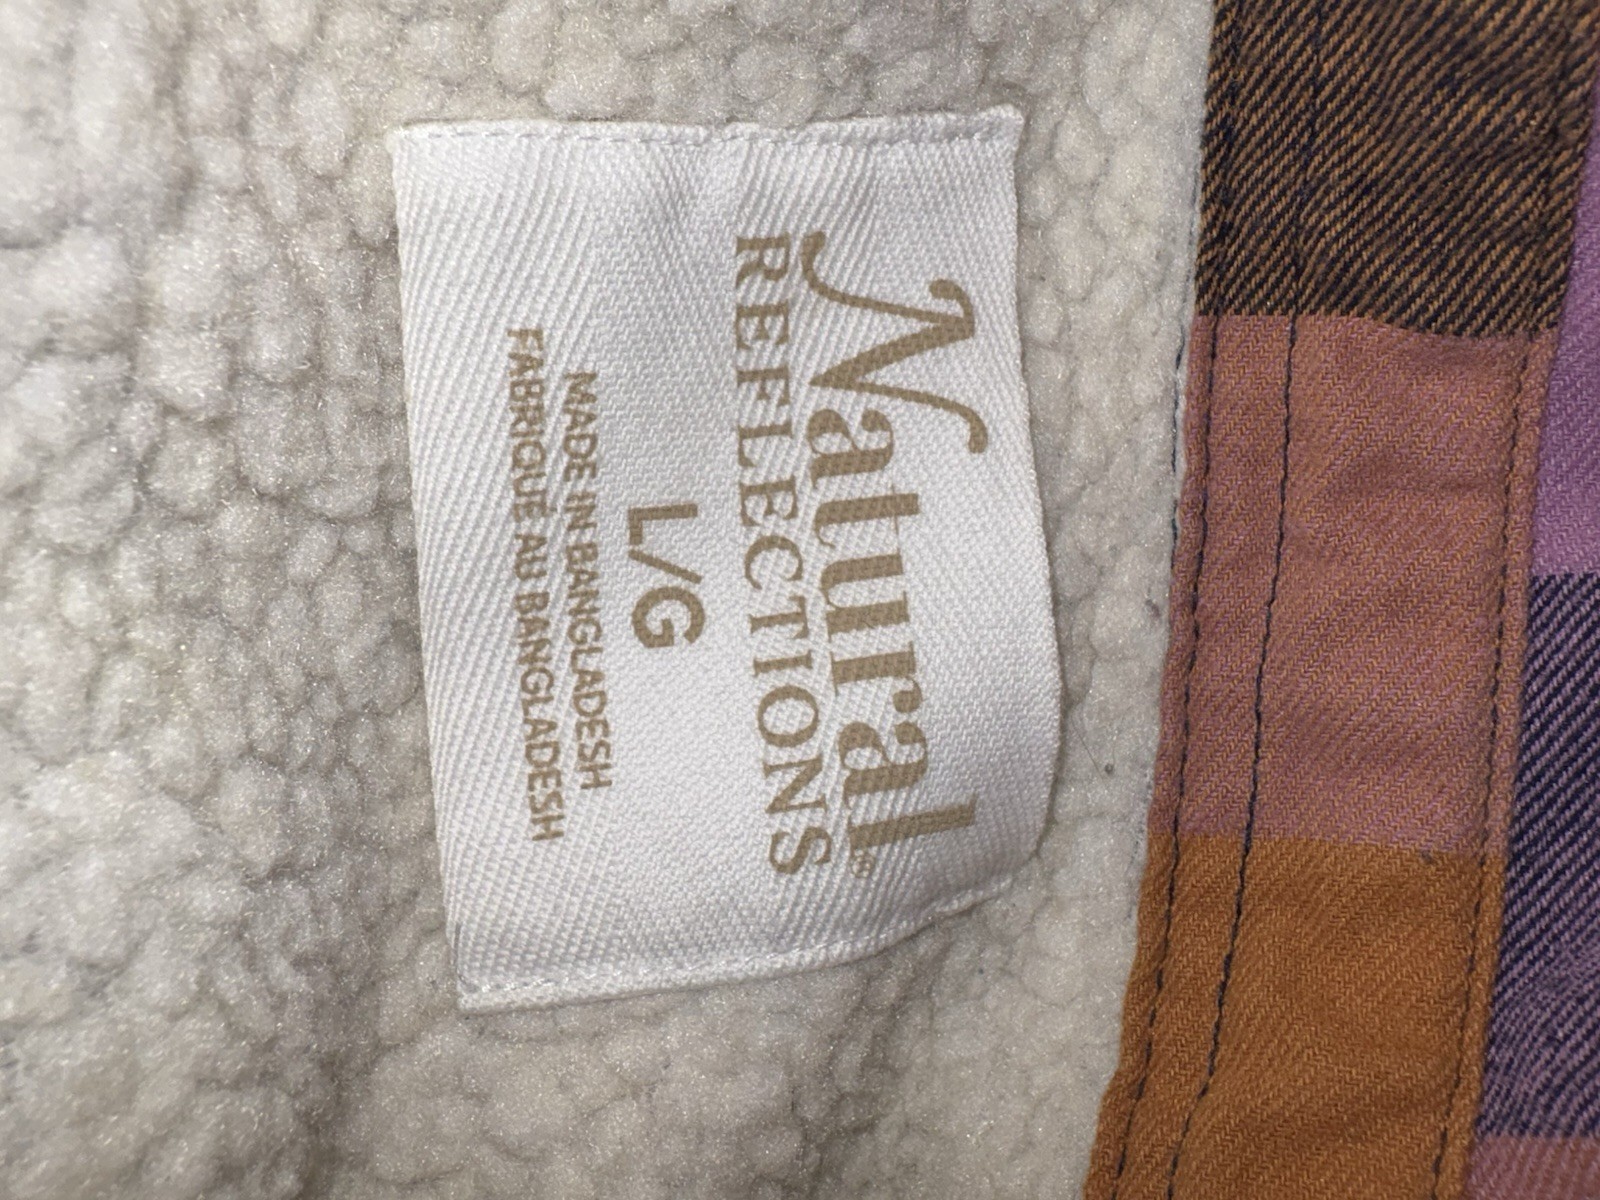 Natural®
REFLECTIONS
L/G
MADE IN BANGLADESH
FABRIQUÉ AU BANGLADESH